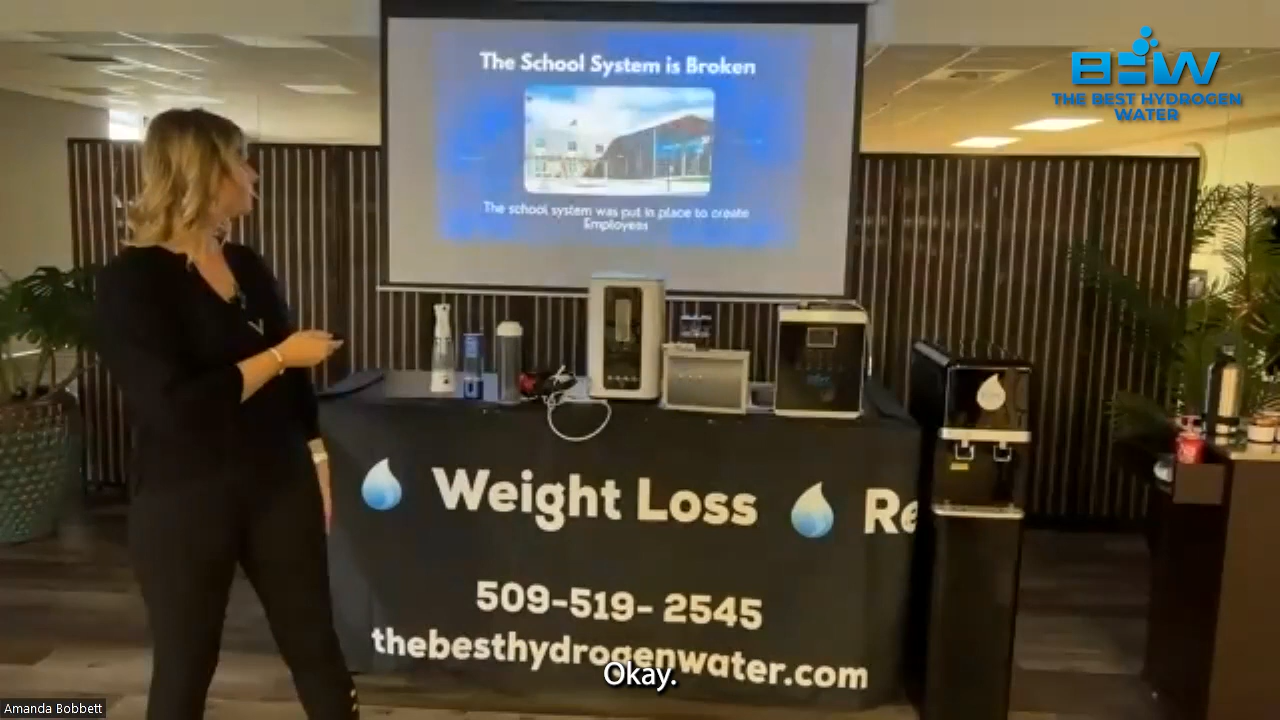 The School System is Broken
The school system was put in place to create
Employees
BHW
THE BEST HYDROGEN
WATER
Weight Loss
Re
509-519- 2545
thebesthydrogenwater.com
Okay.
Amanda Bobbett